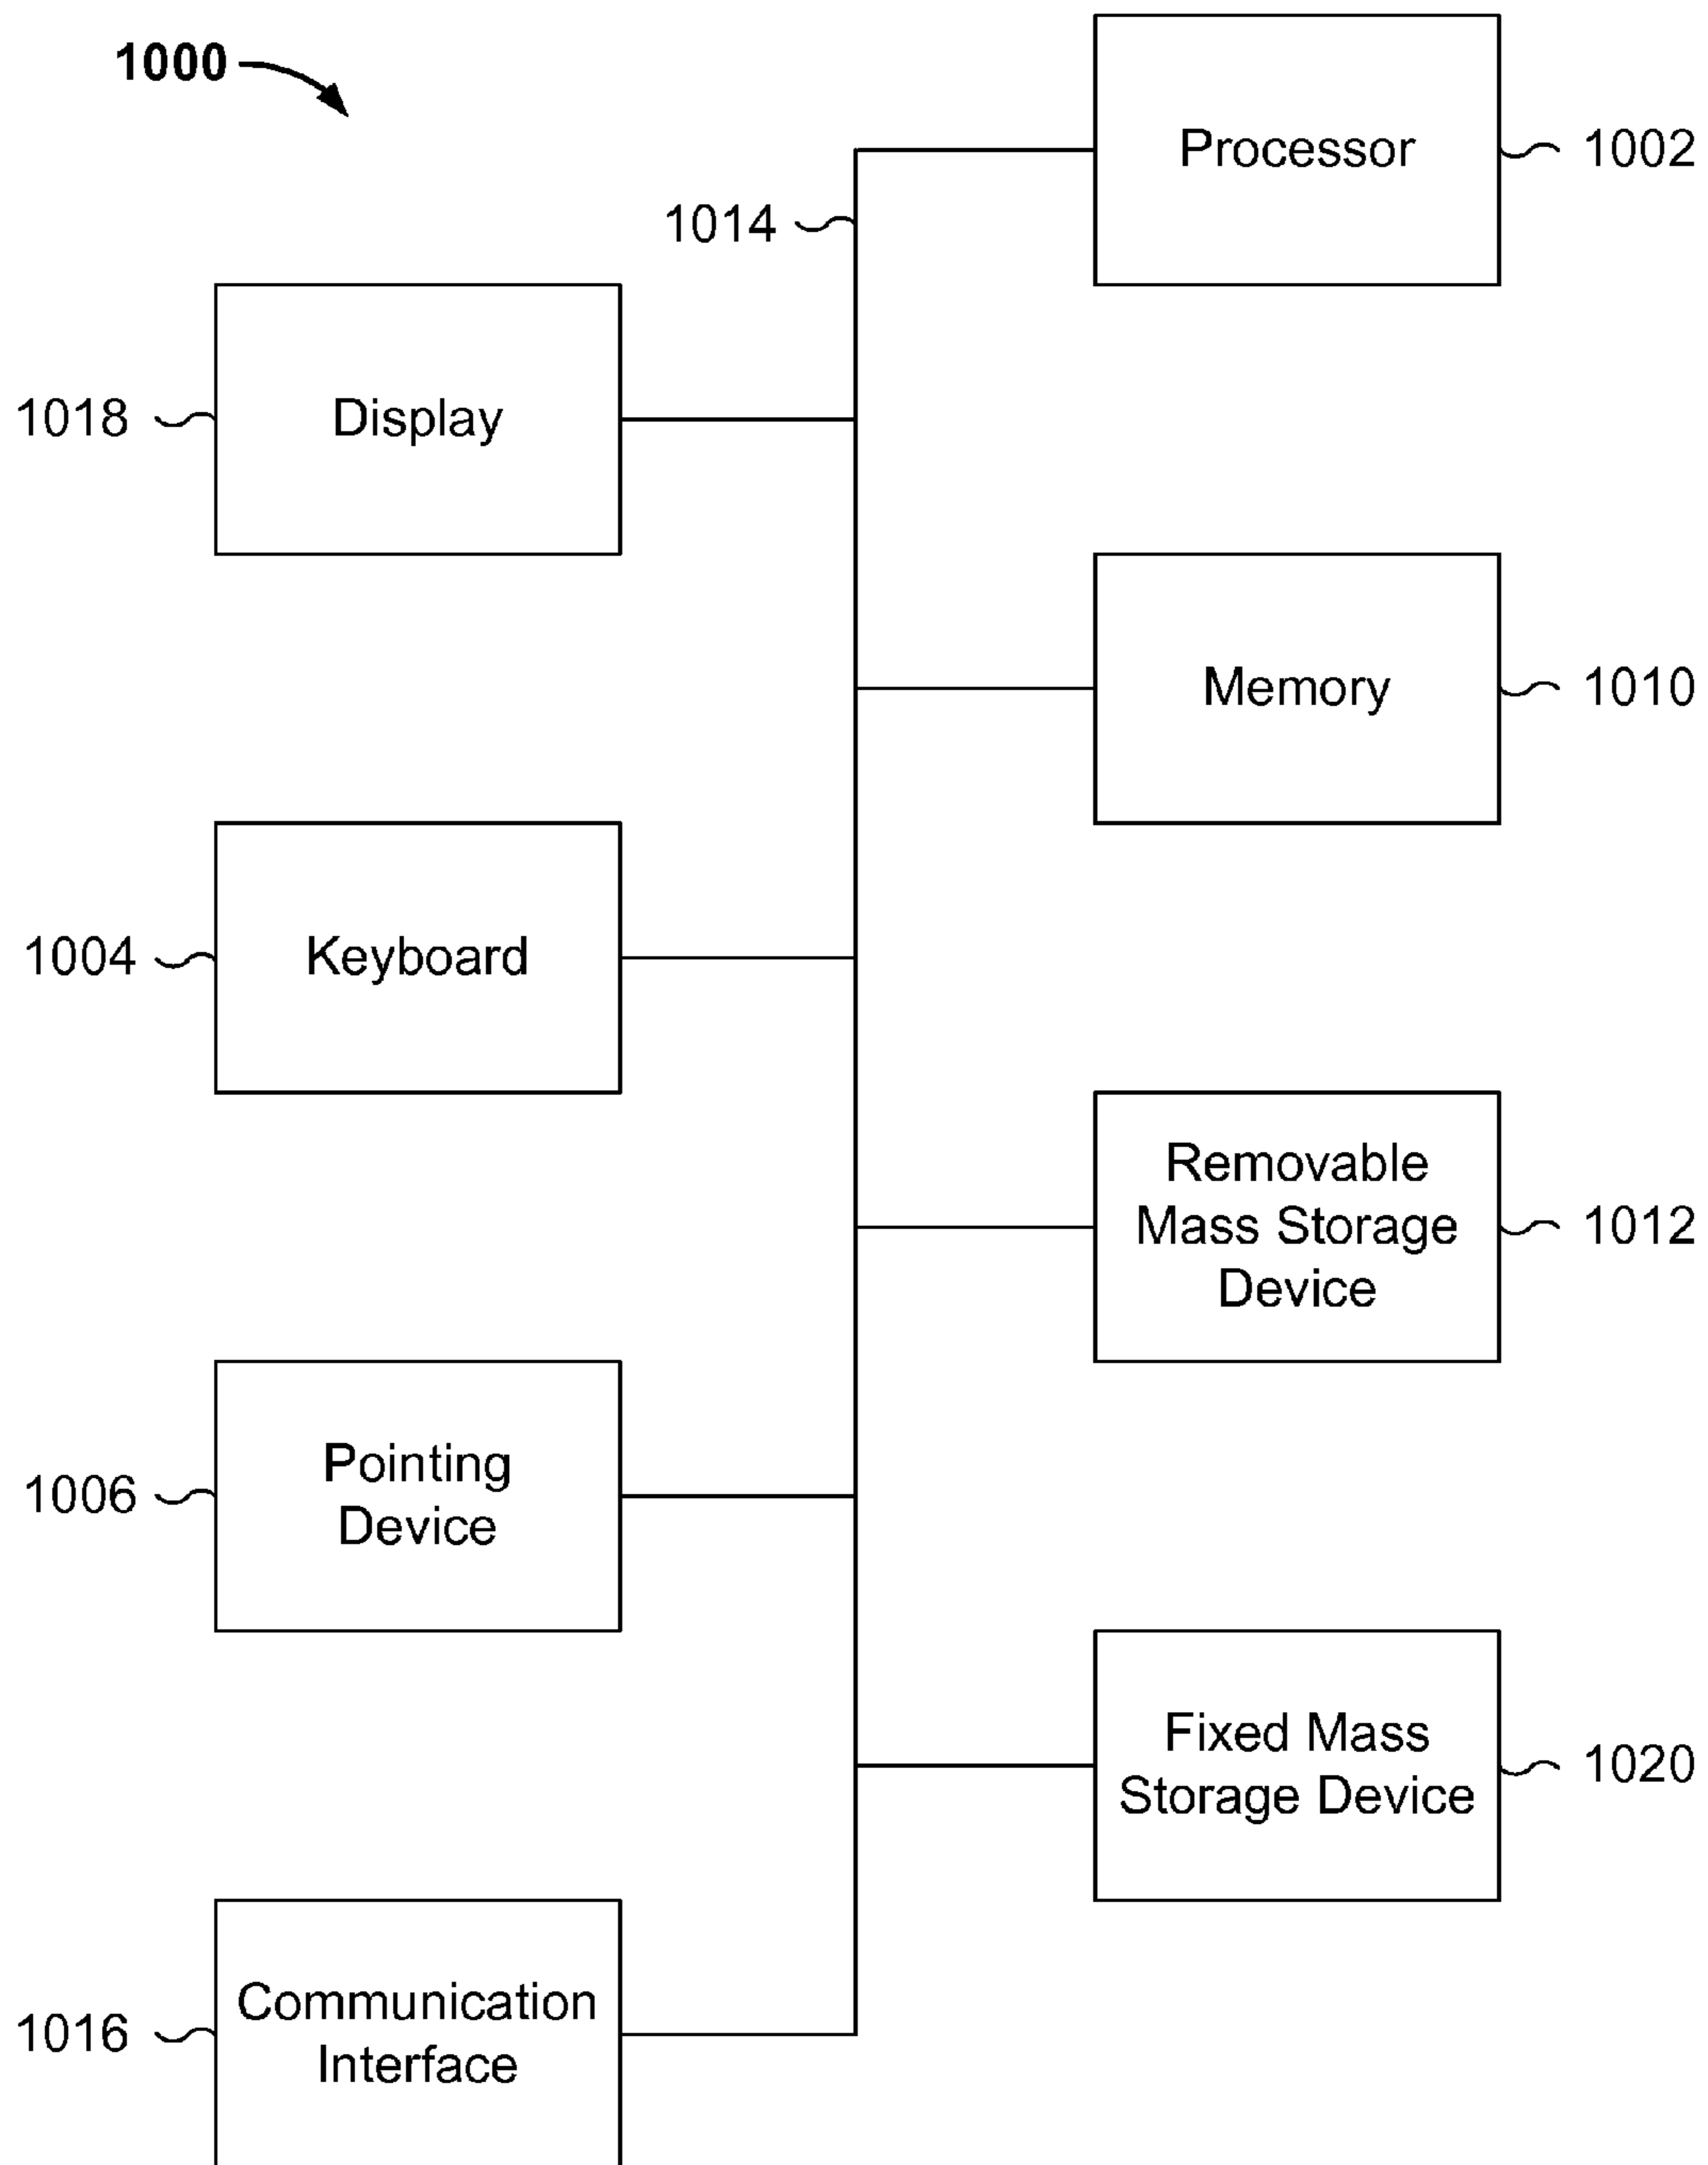 1000
Processor
1002
1014
Display
1018
Memory
1010
Keyboard
1004
Removable
Mass Storage
Device
1012
Pointing
Device
1006
Fixed Mass
Storage Device
1020
Communication
Interface
1016